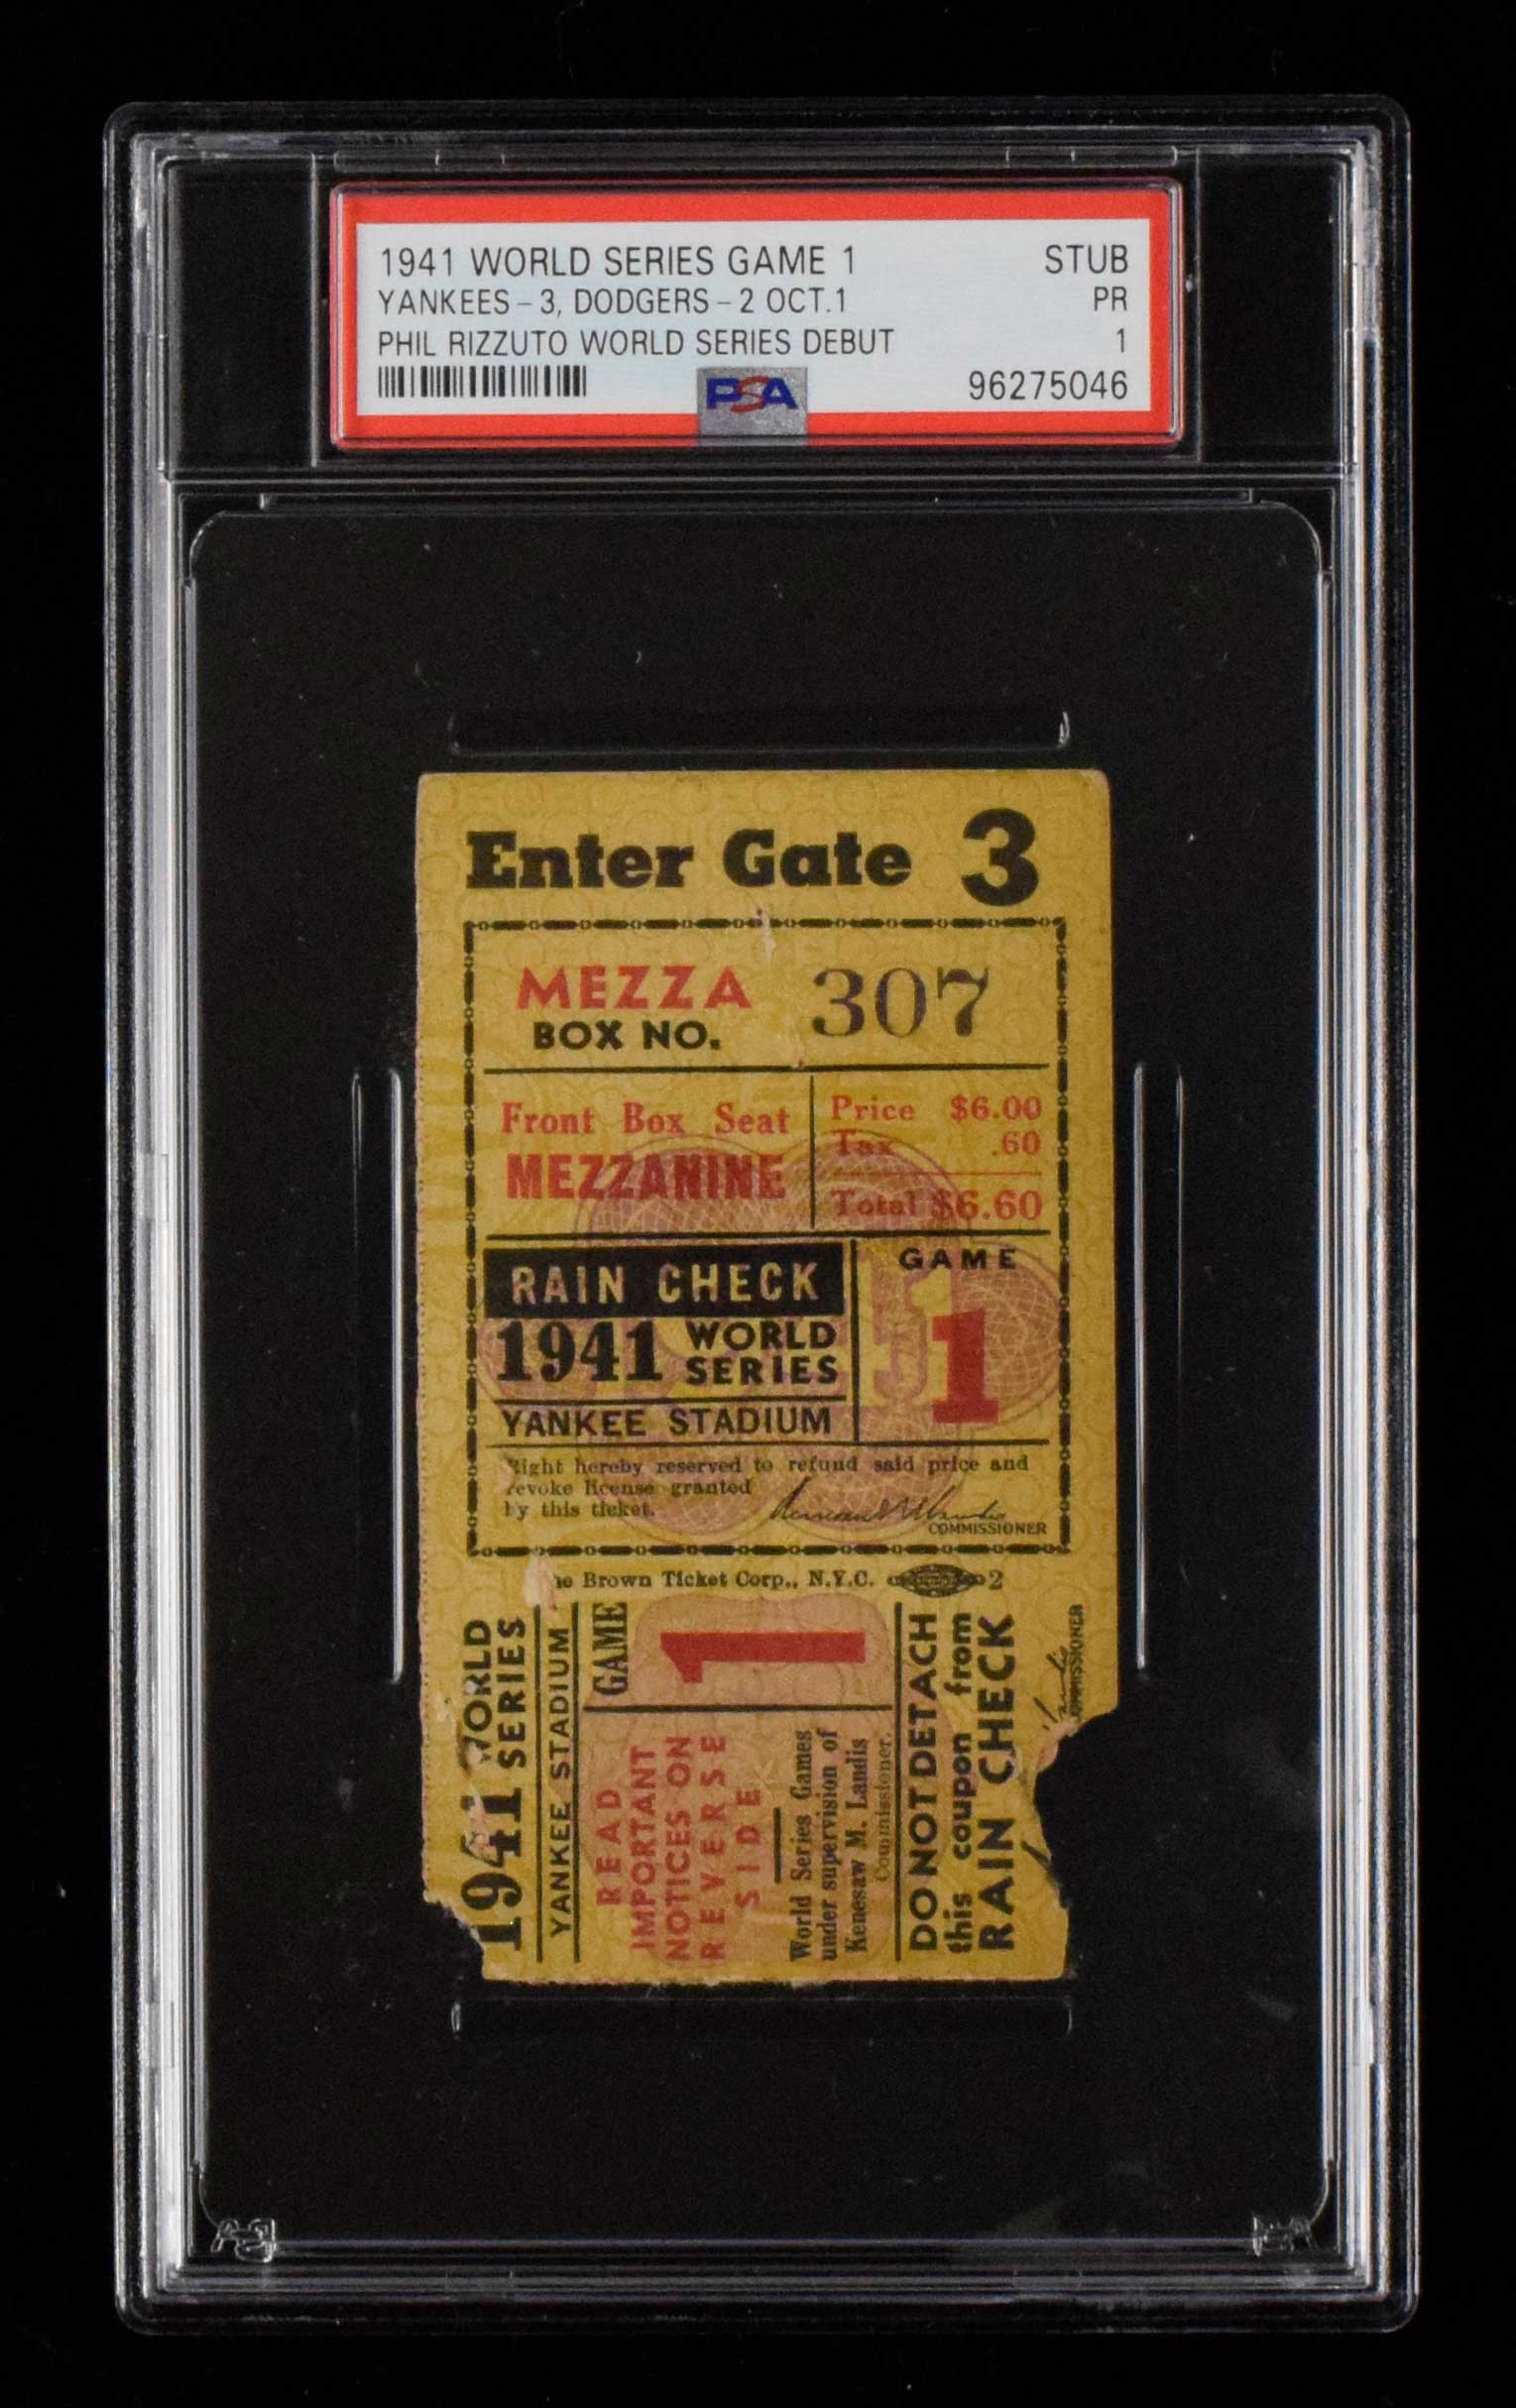 1941 WORLD SERIES GAME 1 STUB
YANKEES - 3, DODGERS - 2 OCT.1 PR
PHIL RIZZUTO WORLD SERIES DEBUT 1
PSA 96275046
Enter Gate 3
MEZZA
BOX NO. 307
Front Box Seat
MEZZANINE
Price $6.00
Tax .60
Total $6.60
RAIN CHECK
1941 WORLD SERIES
YANKEE STADIUM
GAME
1
Right hereby reserved to refund said price and
revoke license granted
by this ticket.
COMMISSIONER
he Brown Ticket Corp., N.Y.C. 2
1941 WORLD SERIES
YANKEE STADIUM
GAME 1
READ
IMPORTANT
NOTICES ON
REVERSE
SIDE
World Series Games
under supervision of
Kenesaw M. Landis
Commissioner.
DO NOT DETACH
this coupon from
RAIN CHECK
COMMISSIONER